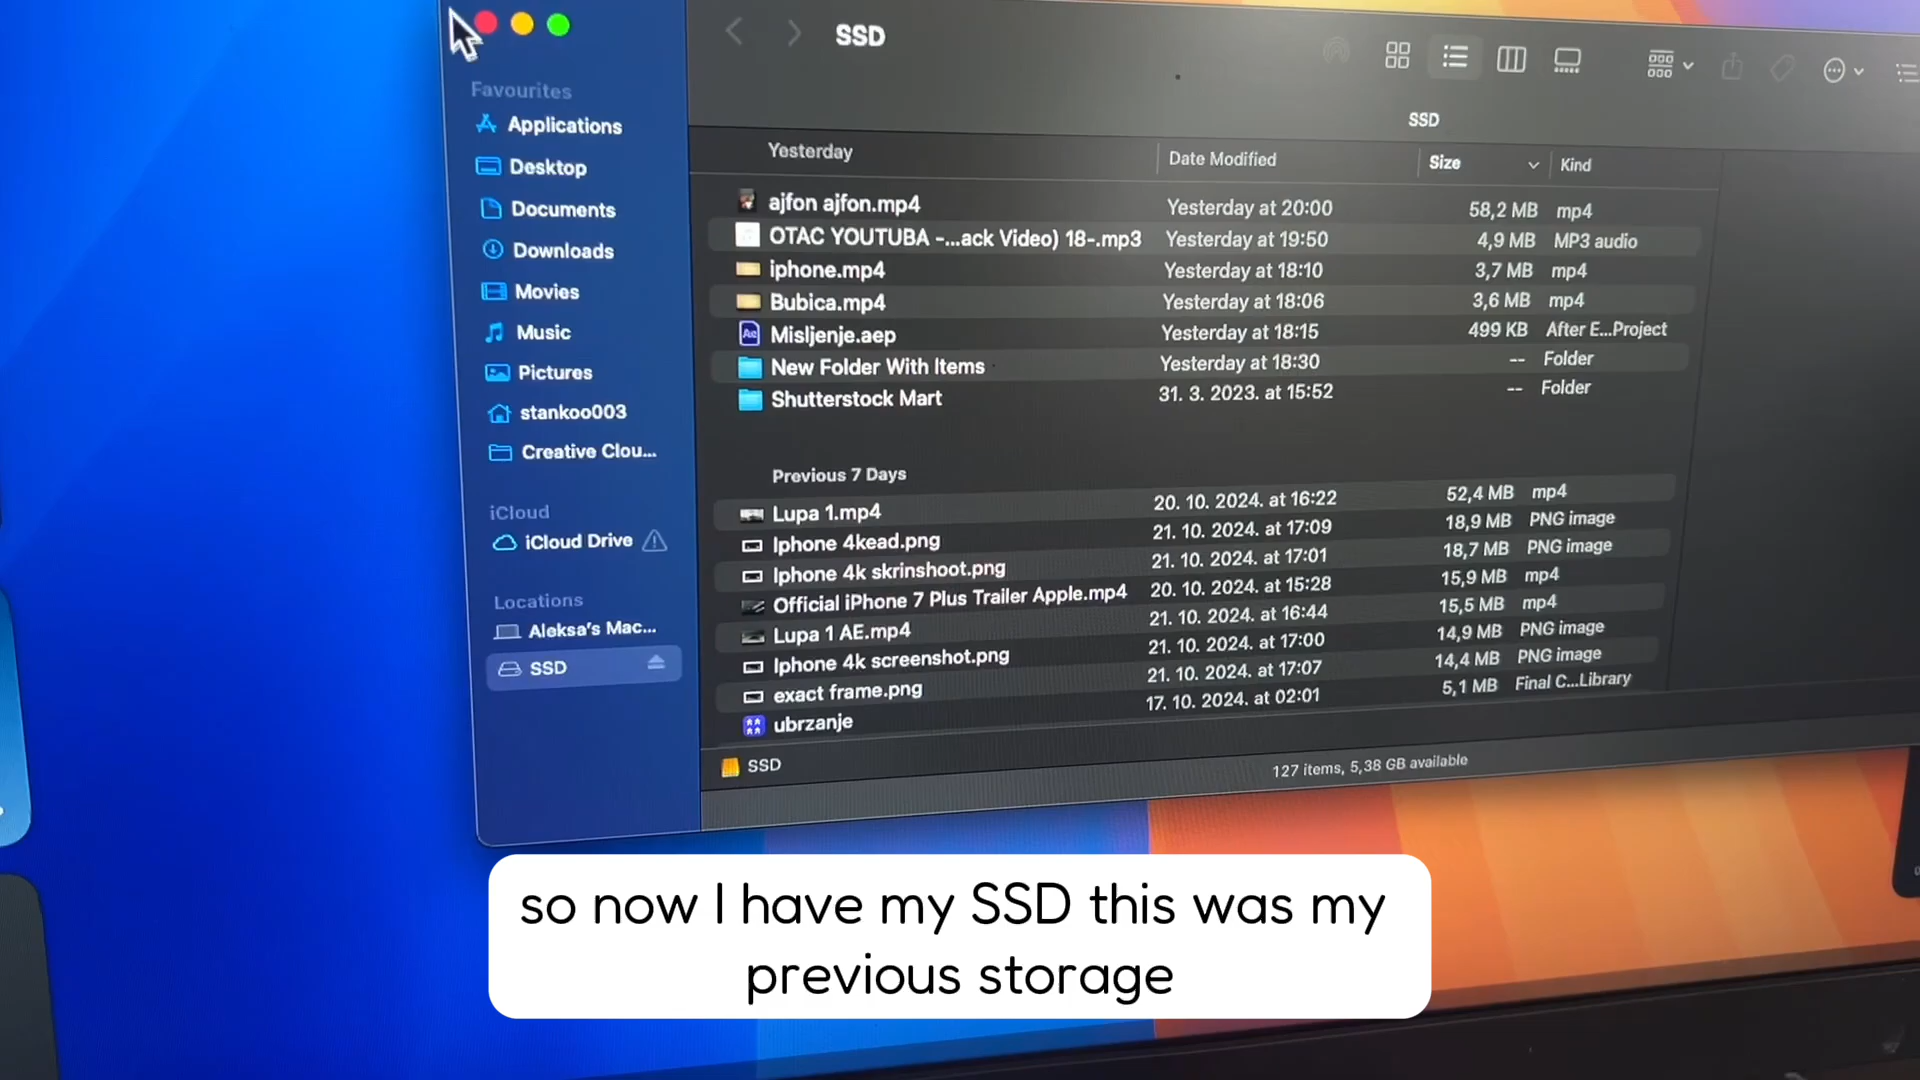 SSD
SSD
Favourites
Applications
Desktop
Documents
Downloads
Movies
Music
Pictures
stankoo003
Creative Clou...
iCloud
iCloud Drive
Locations
Aleksa's Mac...
SSD
Yesterday Date Modified Size Kind
ajfon ajfon.mp4 Yesterday at 20:00 58,2 MB mp4
OTAC YOUTUBA -...ack Video) 18-.mp3 Yesterday at 19:50 4,9 MB MP3 audio
iphone.mp4 Yesterday at 18:10 3,7 MB mp4
Bubica.mp4 Yesterday at 18:06 3,6 MB mp4
Misljenje.aep Yesterday at 18:15 499 KB After E...Project
New Folder With Items Yesterday at 18:30 -- Folder
Shutterstock Mart 31. 3. 2023. at 15:52 -- Folder
Previous 7 Days
Lupa 1.mp4 20. 10. 2024. at 16:22 52,4 MB mp4
Iphone 4kead.png 21. 10. 2024. at 17:09 18,9 MB PNG image
Iphone 4k skrinshoot.png 21. 10. 2024. at 17:01 18,7 MB PNG image
Official iPhone 7 Plus Trailer Apple.mp4 20. 10. 2024. at 15:28 15,9 MB mp4
Lupa 1 AE.mp4 21. 10. 2024. at 16:44 15,5 MB mp4
Iphone 4k screenshot.png 21. 10. 2024. at 17:00 14,9 MB PNG image
exact frame.png 21. 10. 2024. at 17:07 14,4 MB PNG image
ubrzanje 17. 10. 2024. at 02:01 5,1 MB Final C...Library
SSD
127 items, 5,38 GB available
so now I have my SSD this was my
previous storage